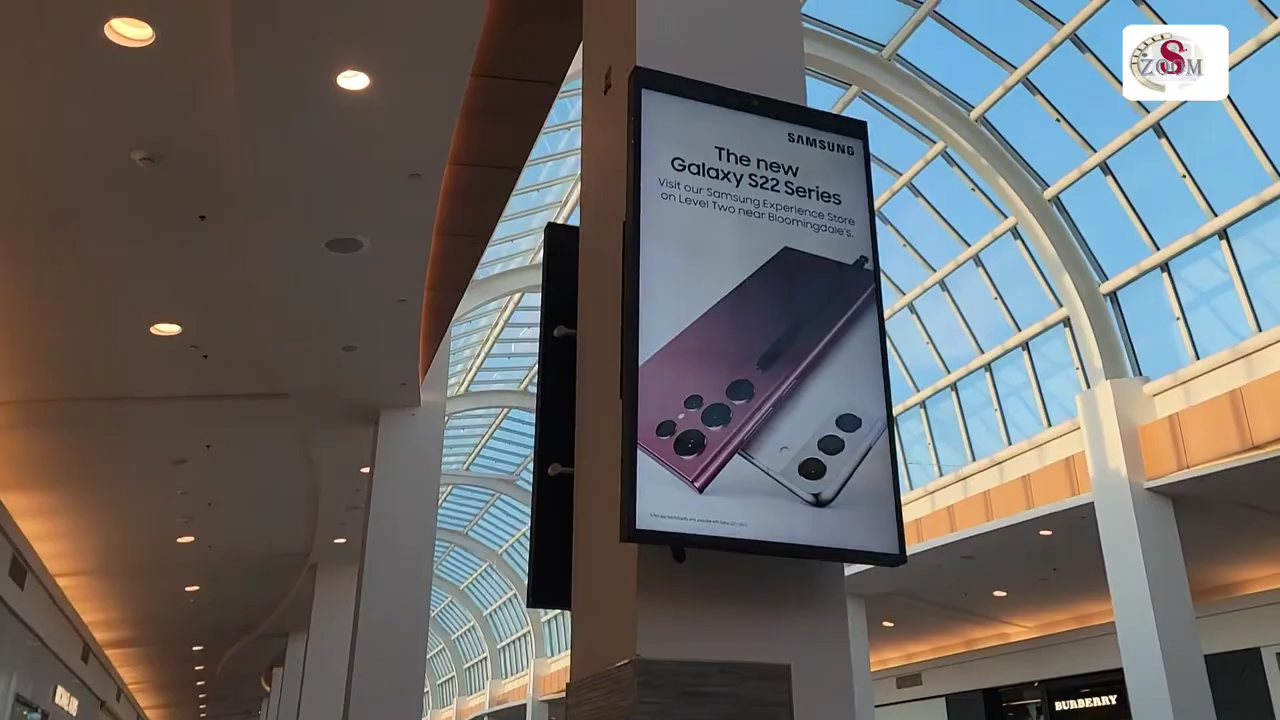 SAMSUNG
The new
Galaxy S22 Series
Visit our Samsung Experience Store
on Level Two near Bloomingdale's.
S
ZOOM
BURBERRY